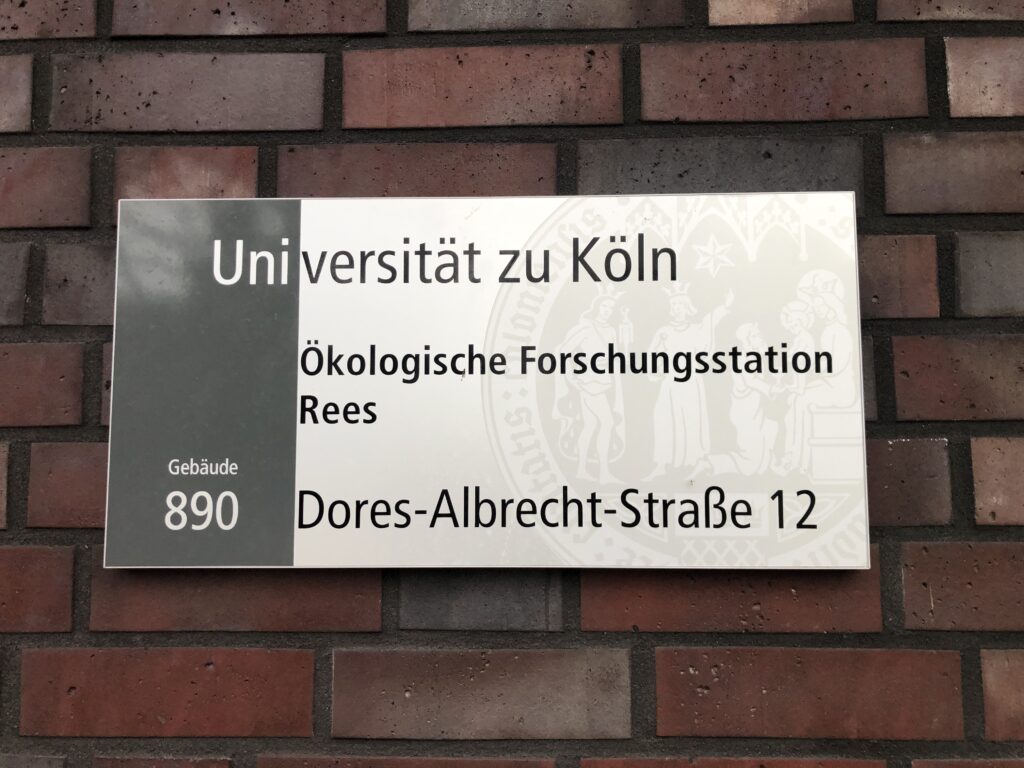 Universität zu Köln
Ökologische Forschungsstation
Rees
Gebäude
890 Dores-Albrecht-Straße 12